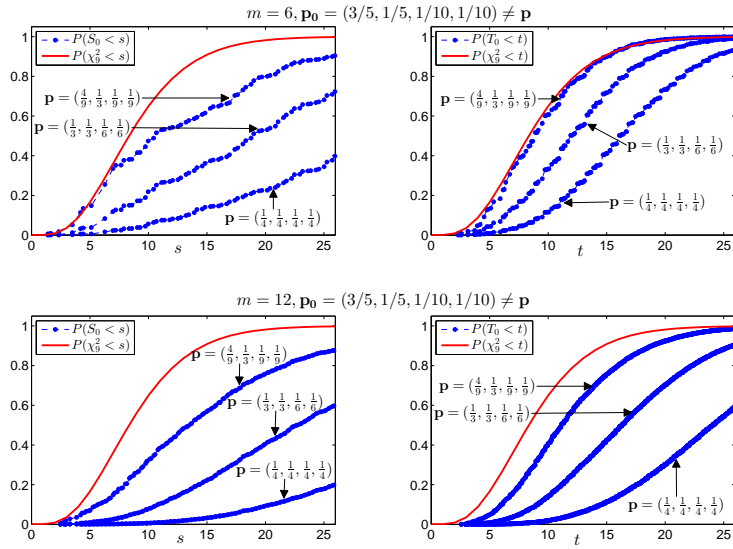 m = 6, p₀ = (3/5, 1/5, 1/10, 1/10) ≠ p
P(S₀ < s)
P(χ²₉ < s)
1
0.8
0.6
0.4
0.2
0
p = (4/9, 1/3, 1/9, 1/9)
p = (1/3, 1/3, 1/6, 1/6)
p = (1/4, 1/4, 1/4, 1/4)
0 5 10 15 20 25
s
P(T₀ < t)
P(χ²₉ < t)
1
0.8
0.6
0.4
0.2
0
p = (4/9, 1/3, 1/9, 1/9)
p = (1/3, 1/3, 1/6, 1/6)
p = (1/4, 1/4, 1/4, 1/4)
0 5 10 15 20 25
t
m = 12, p₀ = (3/5, 1/5, 1/10, 1/10) ≠ p
P(S₀ < s)
P(χ²₉ < s)
1
0.8
0.6
0.4
0.2
0
p = (4/9, 1/3, 1/9, 1/9)
p = (1/3, 1/3, 1/6, 1/6)
p = (1/4, 1/4, 1/4, 1/4)
0 5 10 15 20 25
s
P(T₀ < t)
P(χ²₉ < t)
1
0.8
0.6
0.4
0.2
0
p = (4/9, 1/3, 1/9, 1/9)
p = (1/3, 1/3, 1/6, 1/6)
p = (1/4, 1/4, 1/4, 1/4)
0 5 10 15 20 25
t